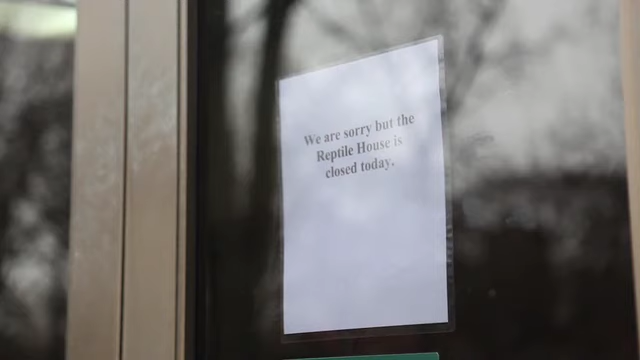 We are sorry but the
Reptile House is
closed today.